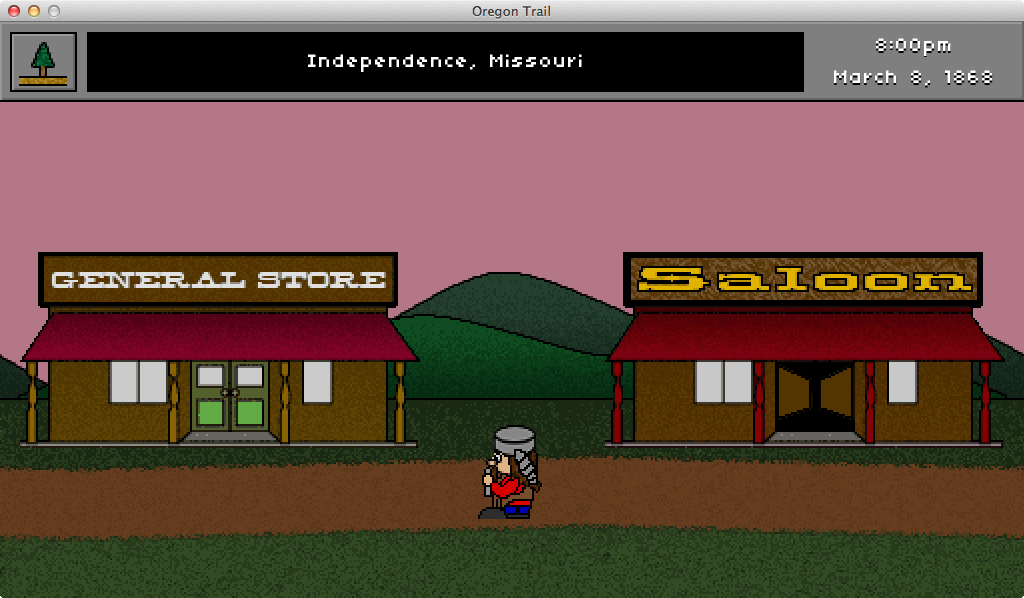 Oregon Trail
Independence, Missouri
8:00pm
March 8, 1868
GENERAL STORE
Saloon